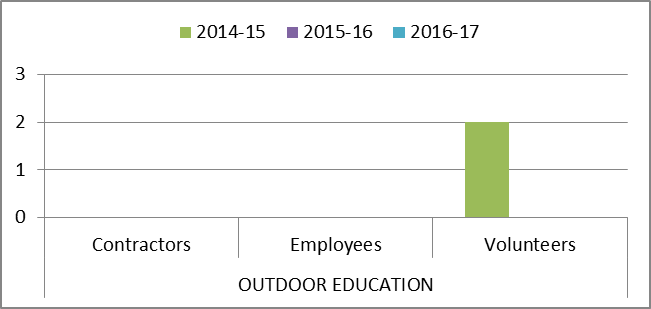 2014-15 2015-16 2016-17
3
2
1
0
Contractors Employees Volunteers
OUTDOOR EDUCATION